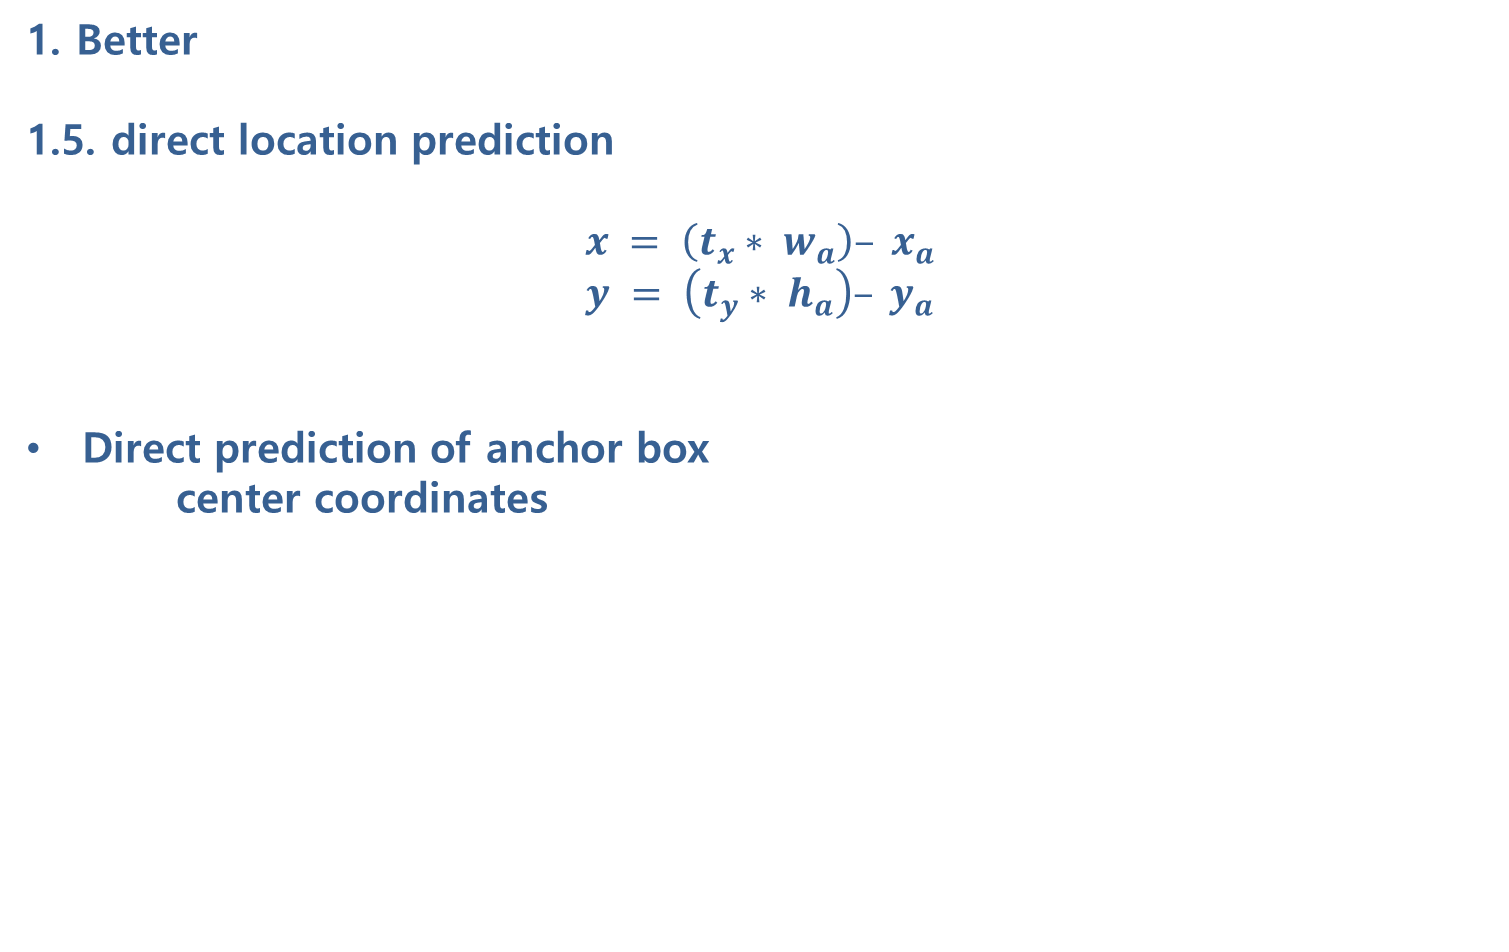 1. Better
1.5. direct location prediction
x = (tₓ * wₐ)– xₐ
y = (t_y * hₐ)– yₐ
• Direct prediction of anchor box
center coordinates